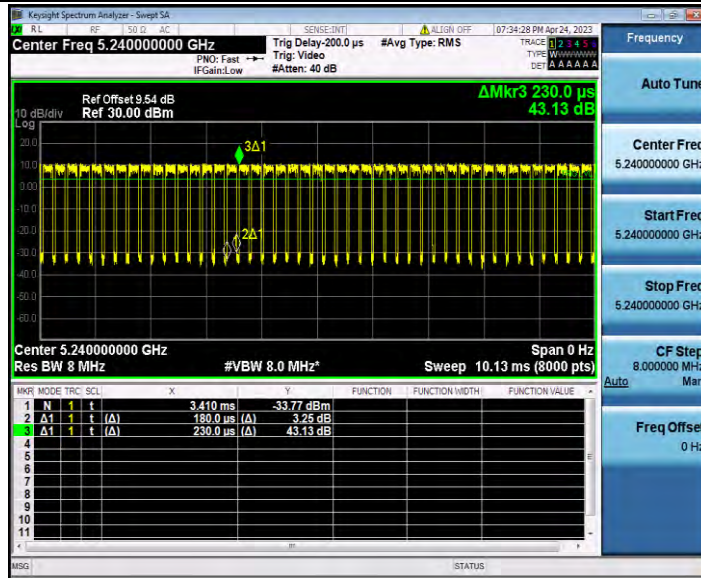 Keysight Spectrum Analyzer - Swept SA
RL RF 50 Ω AC SENSE:INT ALIGN OFF 07:34:28 PM Apr 24, 2023
Center Freq 5.240000000 GHz
PNO: Fast
IFGain:Low
Trig Delay-200.0 µs
Trig: Video
#Atten: 40 dB
#Avg Type: RMS
TRACE 1 2 3 4 5 6
TYPE WWWWWW
DET A A A A A A
ΔMkr3 230.0 µs
43.13 dB
Ref Offset 9.54 dB
Ref 30.00 dBm
10 dB/div
Log
20.0
10.0
0.00
-10.0
-20.0
-30.0
-40.0
-50.0
-60.0
3Δ1
2Δ1
Center 5.240000000 GHz Span 0 Hz
Res BW 8 MHz #VBW 8.0 MHz* Sweep 10.13 ms (8000 pts)
MKR MODE TRC SCL X Y FUNCTION FUNCTION WIDTH FUNCTION VALUE
1 N 1 t 3.410 ms -33.77 dBm
2 Δ1 1 t (Δ) 180.0 µs (Δ) 3.25 dB
3 Δ1 1 t (Δ) 230.0 µs (Δ) 43.13 dB
4
5
6
7
8
9
10
11
MSG STATUS
Frequency
Auto Tune
Center Freq
5.240000000 GHz
Start Freq
5.240000000 GHz
Stop Freq
5.240000000 GHz
CF Step
8.000000 MHz
Auto Man
Freq Offset
0 Hz